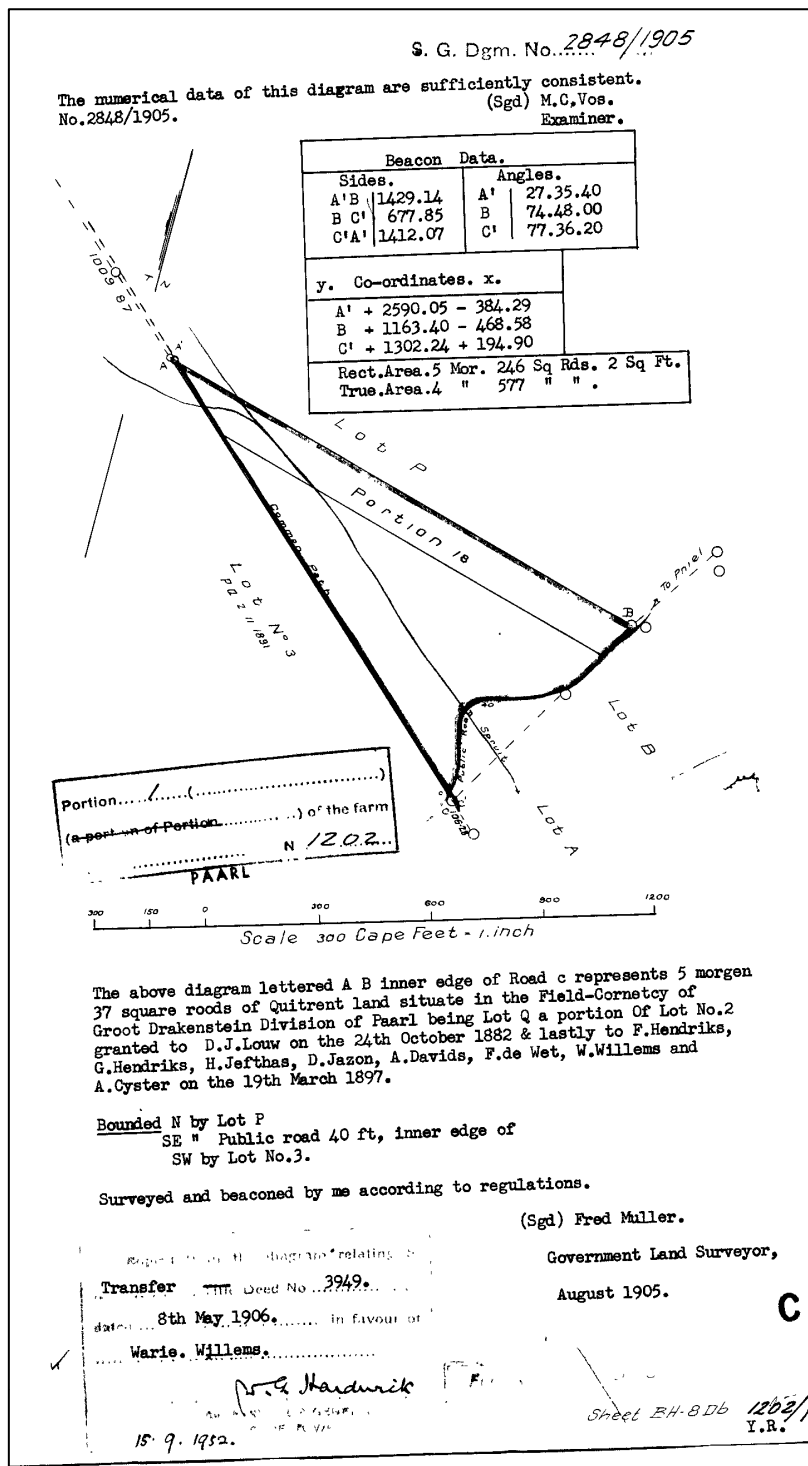 S. G. Dgm. No. 2848/1905
The numerical data of this diagram are sufficiently consistent.
No.2848/1905.
(Sgd) M.C,Vos.
Examiner.
Beacon Data.
Sides. Angles.
A'B 1429.14 A' 27.35.40
B C' 677.85 B 74.48.00
C'A' 1412.07 C' 77.36.20
y. Co-ordinates. x.
A' + 2590.05 - 384.29
B + 1163.40 - 468.58
C' + 1302.24 + 194.90
Rect.Area.5 Mor. 246 Sq Rds. 2 Sq Ft.
True.Area.4 " 577 " " .
1009 87
A A'
Lot P
Portion 18
Common Path
Lot No 3
To Pniel
B
Lot B
Public Road 40
Spruit
Lot A
Portion....1......(..............................)
(a portion of Portion............ ..) of the farm
.................... N 1202....
PAARL
300 150 0 300 600 900 1200
Scale 300 Cape Feet - 1.inch
The above diagram lettered A B inner edge of Road c represents 5 morgen
37 square roods of Quitrent land situate in the Field-Cornetcy of
Groot Drakenstein Division of Paarl being Lot Q a portion Of Lot No.2
granted to D.J.Louw on the 24th October 1882 & lastly to F.Hendriks,
G.Hendriks, H.Jefthas, D.Jazon, A.Davids, F.de Wet, W.Willems and
A.Cyster on the 19th March 1897.
Bounded N by Lot P
SE " Public road 40 ft, inner edge of
SW by Lot No.3.
Surveyed and beaconed by me according to regulations.
(Sgd) Fred Muller.
Government Land Surveyor,
August 1905.
the diagram relating
Transfer Deed No 3949.
dated 8th May 1906. in favour of
Warie. Willems.
15.9.1952.
C
Sheet BH-8Db 1202/1
Y.R.